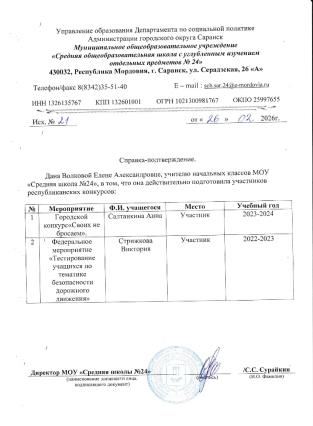 Управление образования Департамента по социальной политике
Администрации городского округа Саранск
Муниципальное общеобразовательное учреждение
«Средняя общеобразовательная школа с углубленным изучением
отдельных предметов № 24»
430032, Республика Мордовия, г. Саранск, ул. Серадзская, 26 «А»
Телефон/факс 8(8342)35-51-40 E – mail : sch.sar.24@e-mordovia.ru
ИНН 1326135767 КПП 132601001 ОГРН 1021300981767 ОКПО 25997655
Исх. № 21 от « 26 » 02 2026г.
Справка-подтверждение.
Дана Волковой Елене Александровне, учителю начальных классов МОУ
«Средняя школа №24», в том, что она действительно подготовила участников
республиканских конкурсов:
№ Мероприятие Ф.И. учащегося Место Учебный год
1 Городской конкурс«Своих не бросаем». Салтанкина Анна Участник 2023-2024
2 Федеральное мероприятие «Тестирование учащихся по тематике безопасности дорожного движения» Стрижкова Виктория Участник 2022-2023
Директор МОУ «Средняя школы №24» /С.С. Сурайкин
(наименование должности лица, (подпись) (И.О. Фамилия)
подписавшего документ)